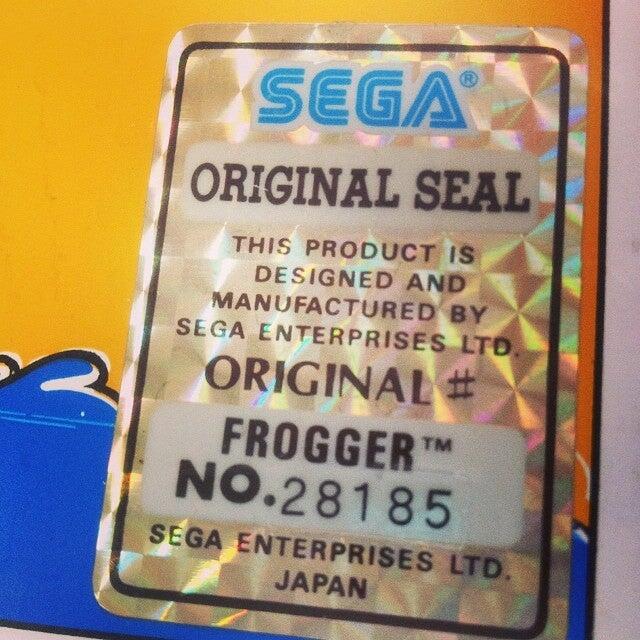 SEGA®
ORIGINAL SEAL
THIS PRODUCT IS
DESIGNED AND
MANUFACTURED BY
SEGA ENTERPRISES LTD.
ORIGINAL #
FROGGER™
NO.28185
SEGA ENTERPRISES LTD.
JAPAN